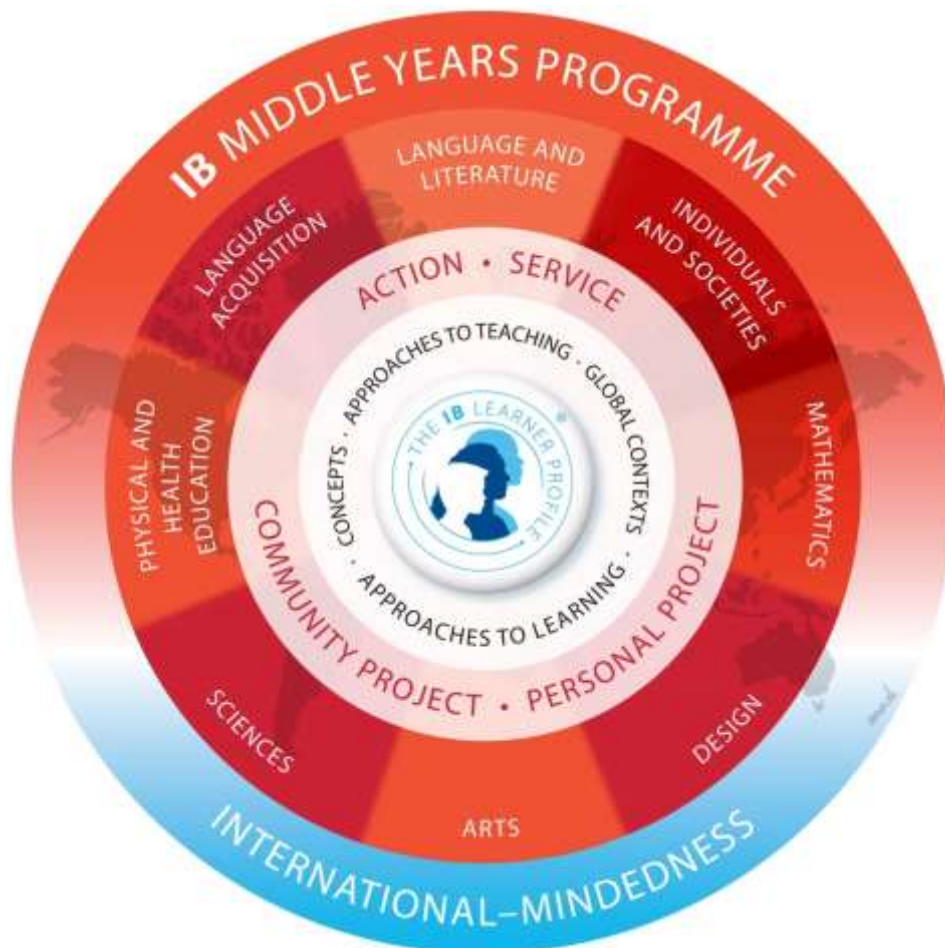 IB MIDDLE YEARS PROGRAMME
LANGUAGE AND
LITERATURE
INDIVIDUALS
AND SOCIETIES
MATHEMATICS
DESIGN
ARTS
SCIENCES
PHYSICAL AND
HEALTH
EDUCATION
LANGUAGE
ACQUISITION
ACTION • SERVICE
PERSONAL PROJECT
•
COMMUNITY PROJECT
APPROACHES TO TEACHING ·
GLOBAL CONTEXTS ·
APPROACHES TO LEARNING ·
CONCEPTS ·
THE IB LEARNER PROFILE
®
INTERNATIONAL–MINDEDNESS